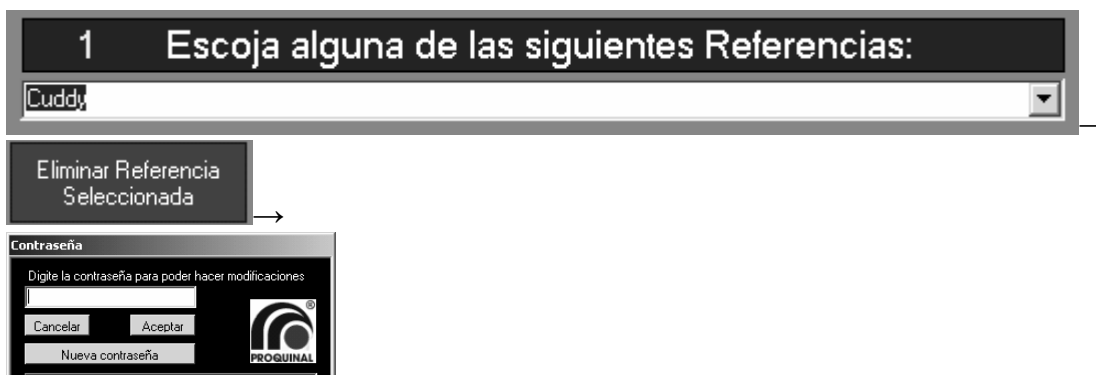 1 Escoja alguna de las siguientes Referencias:
Cuddy
Eliminar Referencia
Seleccionada
→
Contraseña
Digite la contraseña para poder hacer modificaciones
Cancelar Aceptar
Nueva contraseña
PROQUINAL®